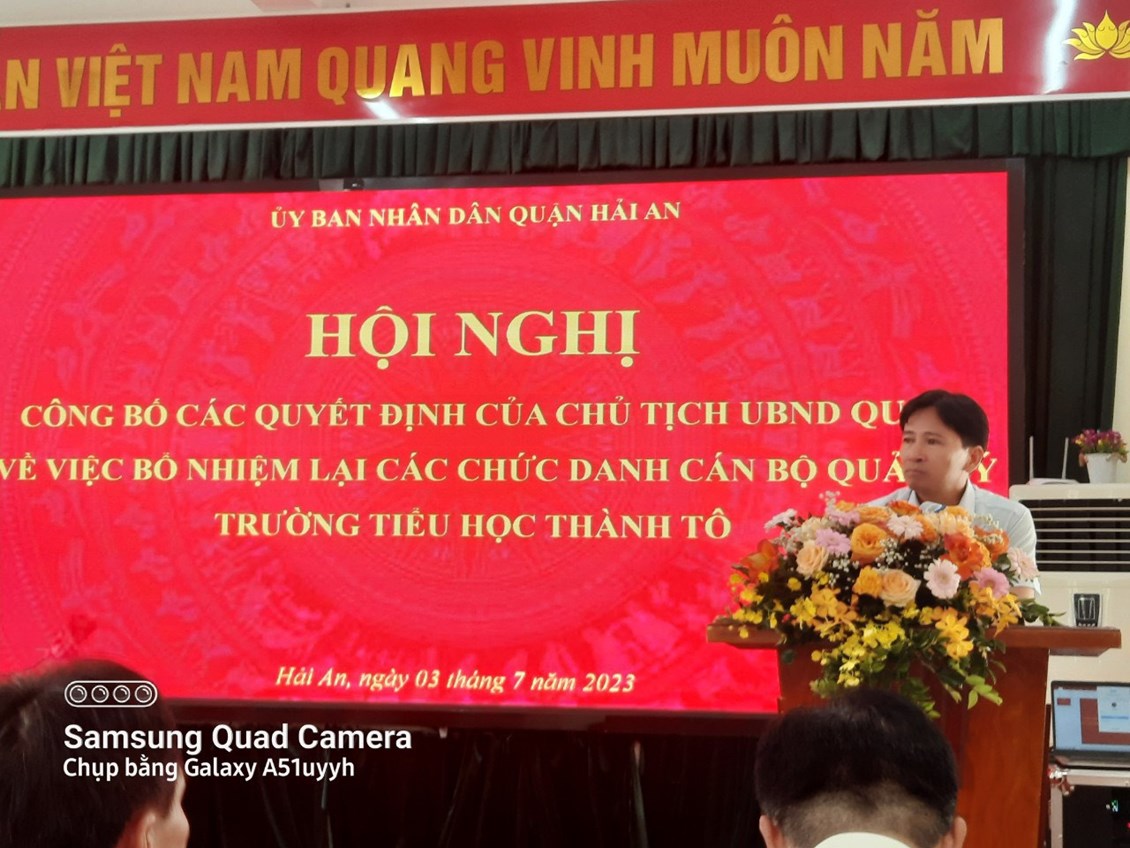 VIỆT NAM QUANG VINH MUÔN NĂM
ỦY BAN NHÂN DÂN QUẬN HẢI AN
HỘI NGHỊ
CÔNG BỐ CÁC QUYẾT ĐỊNH CỦA CHỦ TỊCH UBND QU
VỀ VIỆC BỔ NHIỆM LẠI CÁC CHỨC DANH CÁN BỘ QUẢ
TRƯỜNG TIỂU HỌC THÀNH TÔ
Hải An, ngày 03 tháng 7 năm 2023
Samsung Quad Camera
Chụp bằng Galaxy A51uyyh